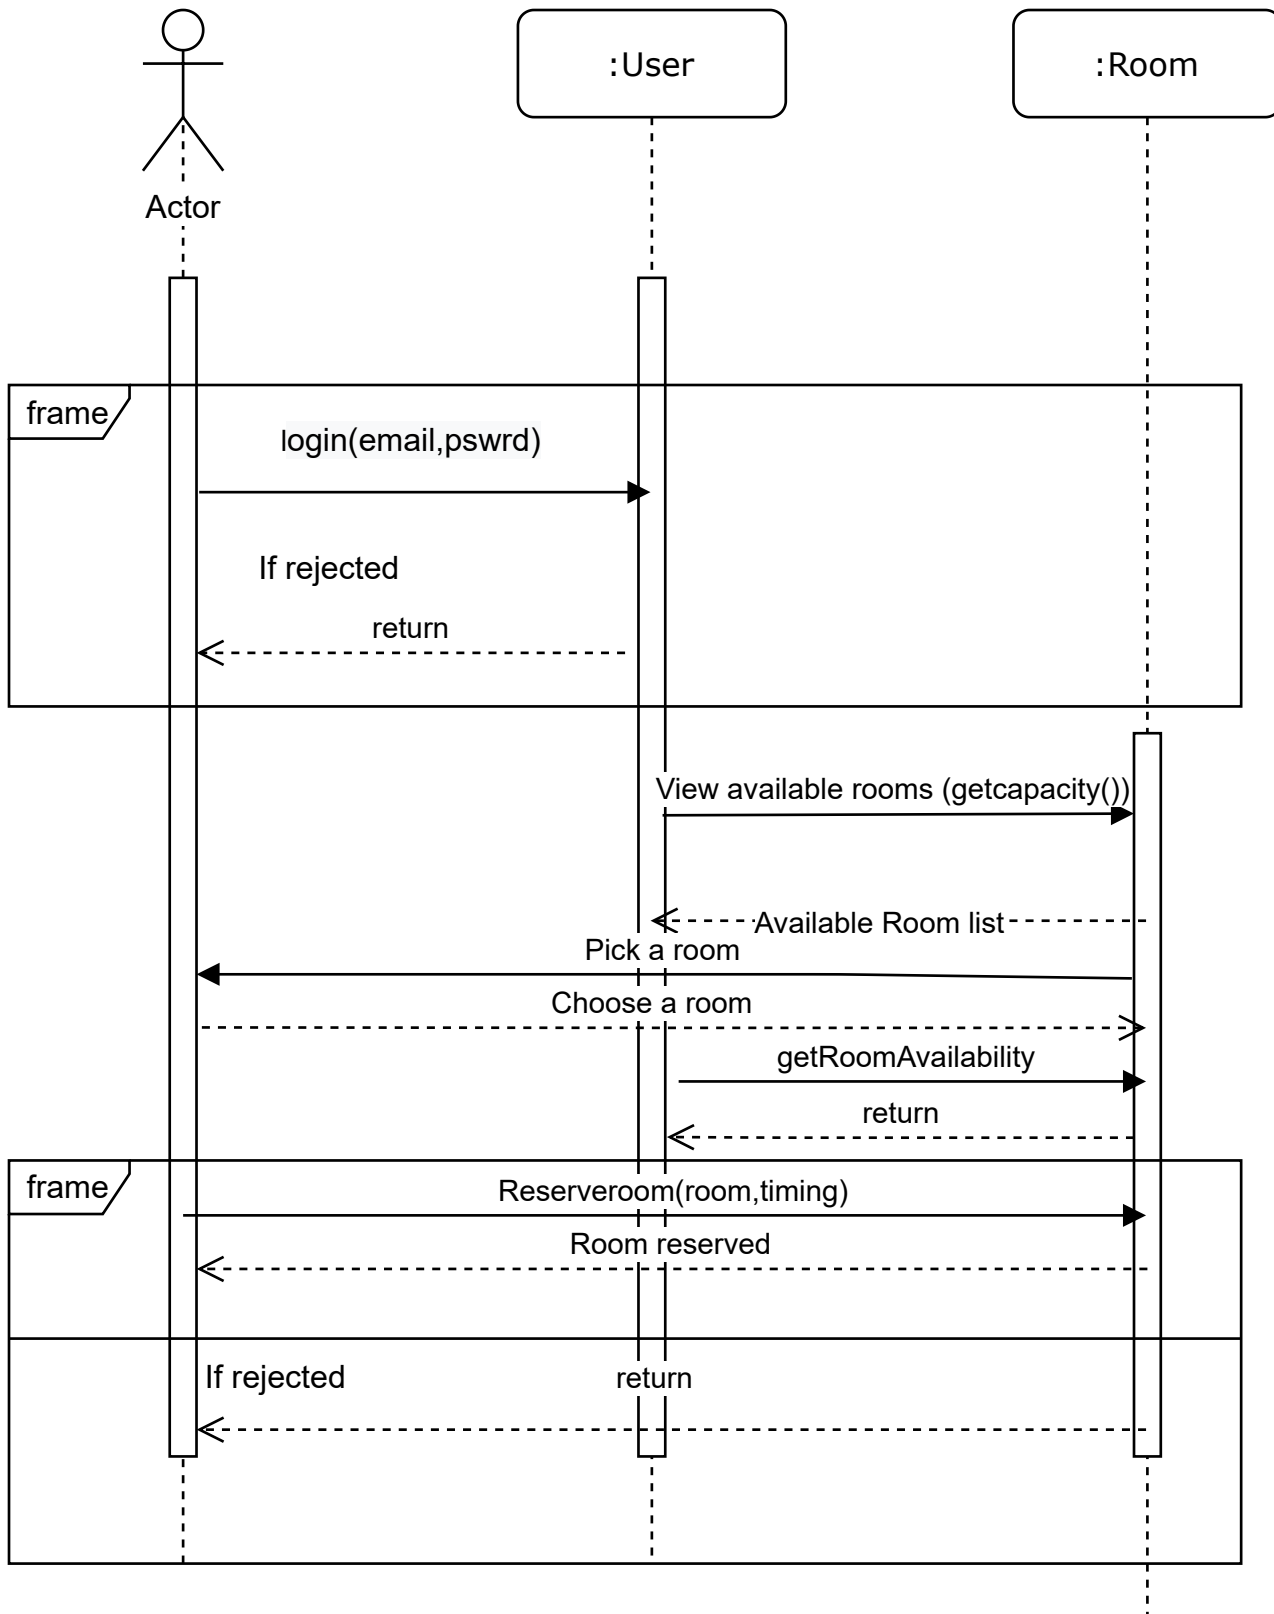 :User
:Room
Actor
frame
login(email,pswrd)
If rejected
return
View available rooms (getcapacity())
Available Room list
Pick a room
Choose a room
getRoomAvailability
return
frame
Reserveroom(room,timing)
Room reserved
If rejected
return